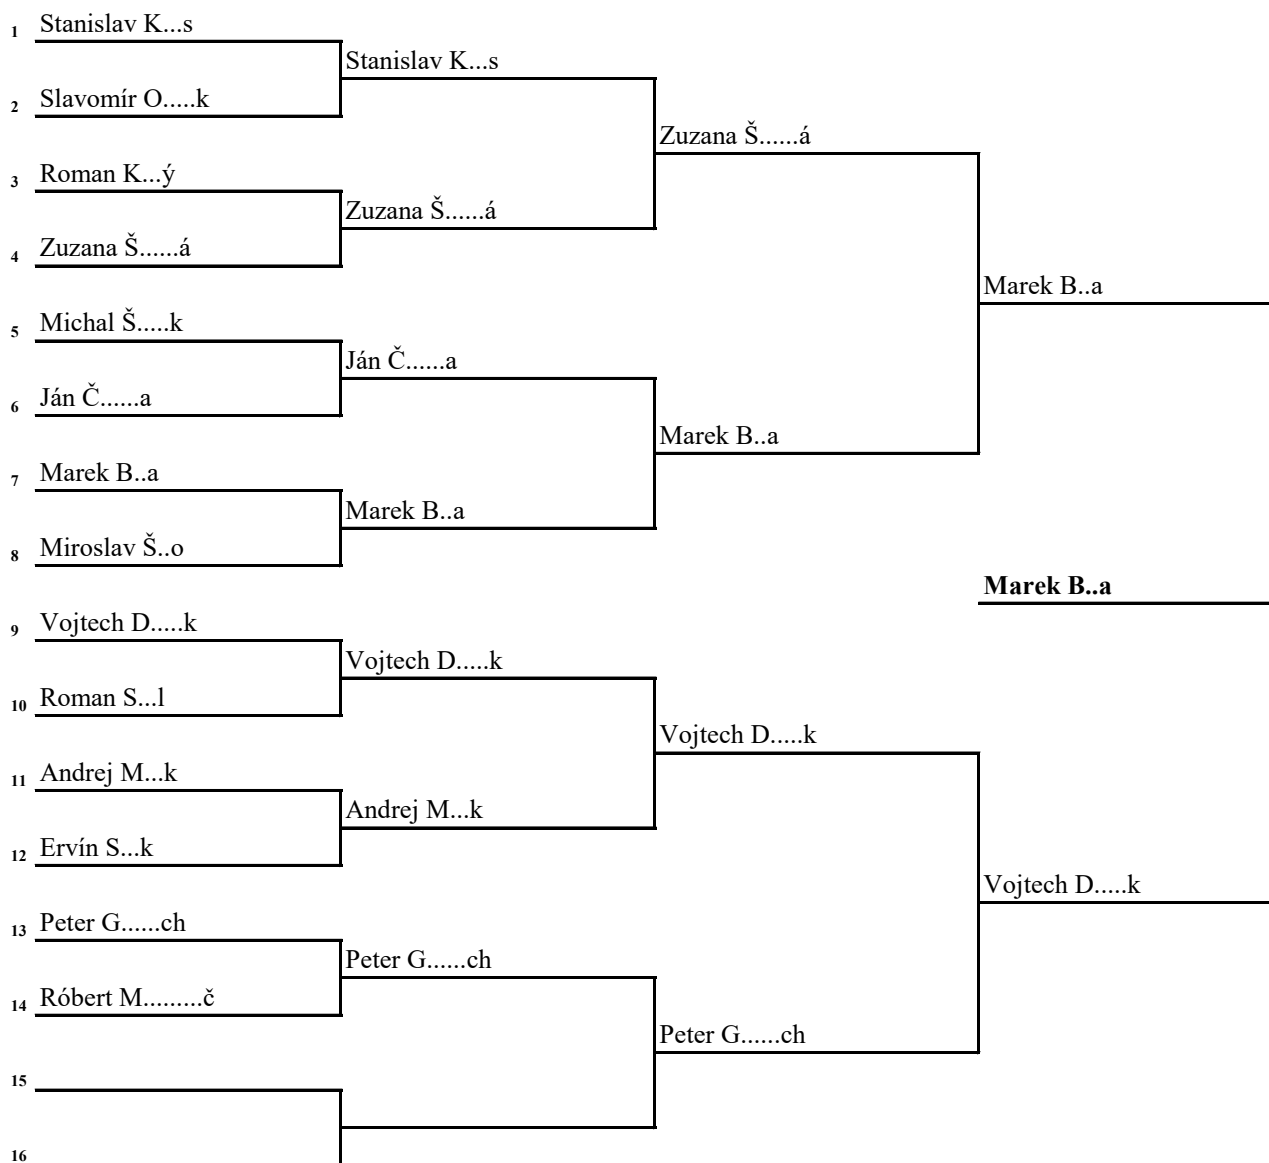 1 Stanislav K...s
Stanislav K...s
2 Slavomír O.....k
Zuzana Š......á
3 Roman K...ý
Zuzana Š......á
4 Zuzana Š......á
Marek B..a
5 Michal Š.....k
Ján Č......a
6 Ján Č......a
Marek B..a
7 Marek B..a
Marek B..a
8 Miroslav Š..o
Marek B..a
9 Vojtech D.....k
Vojtech D.....k
10 Roman S...l
Vojtech D.....k
11 Andrej M...k
Andrej M...k
12 Ervín S...k
Vojtech D.....k
13 Peter G......ch
Peter G......ch
14 Róbert M.........č
Peter G......ch
15
16